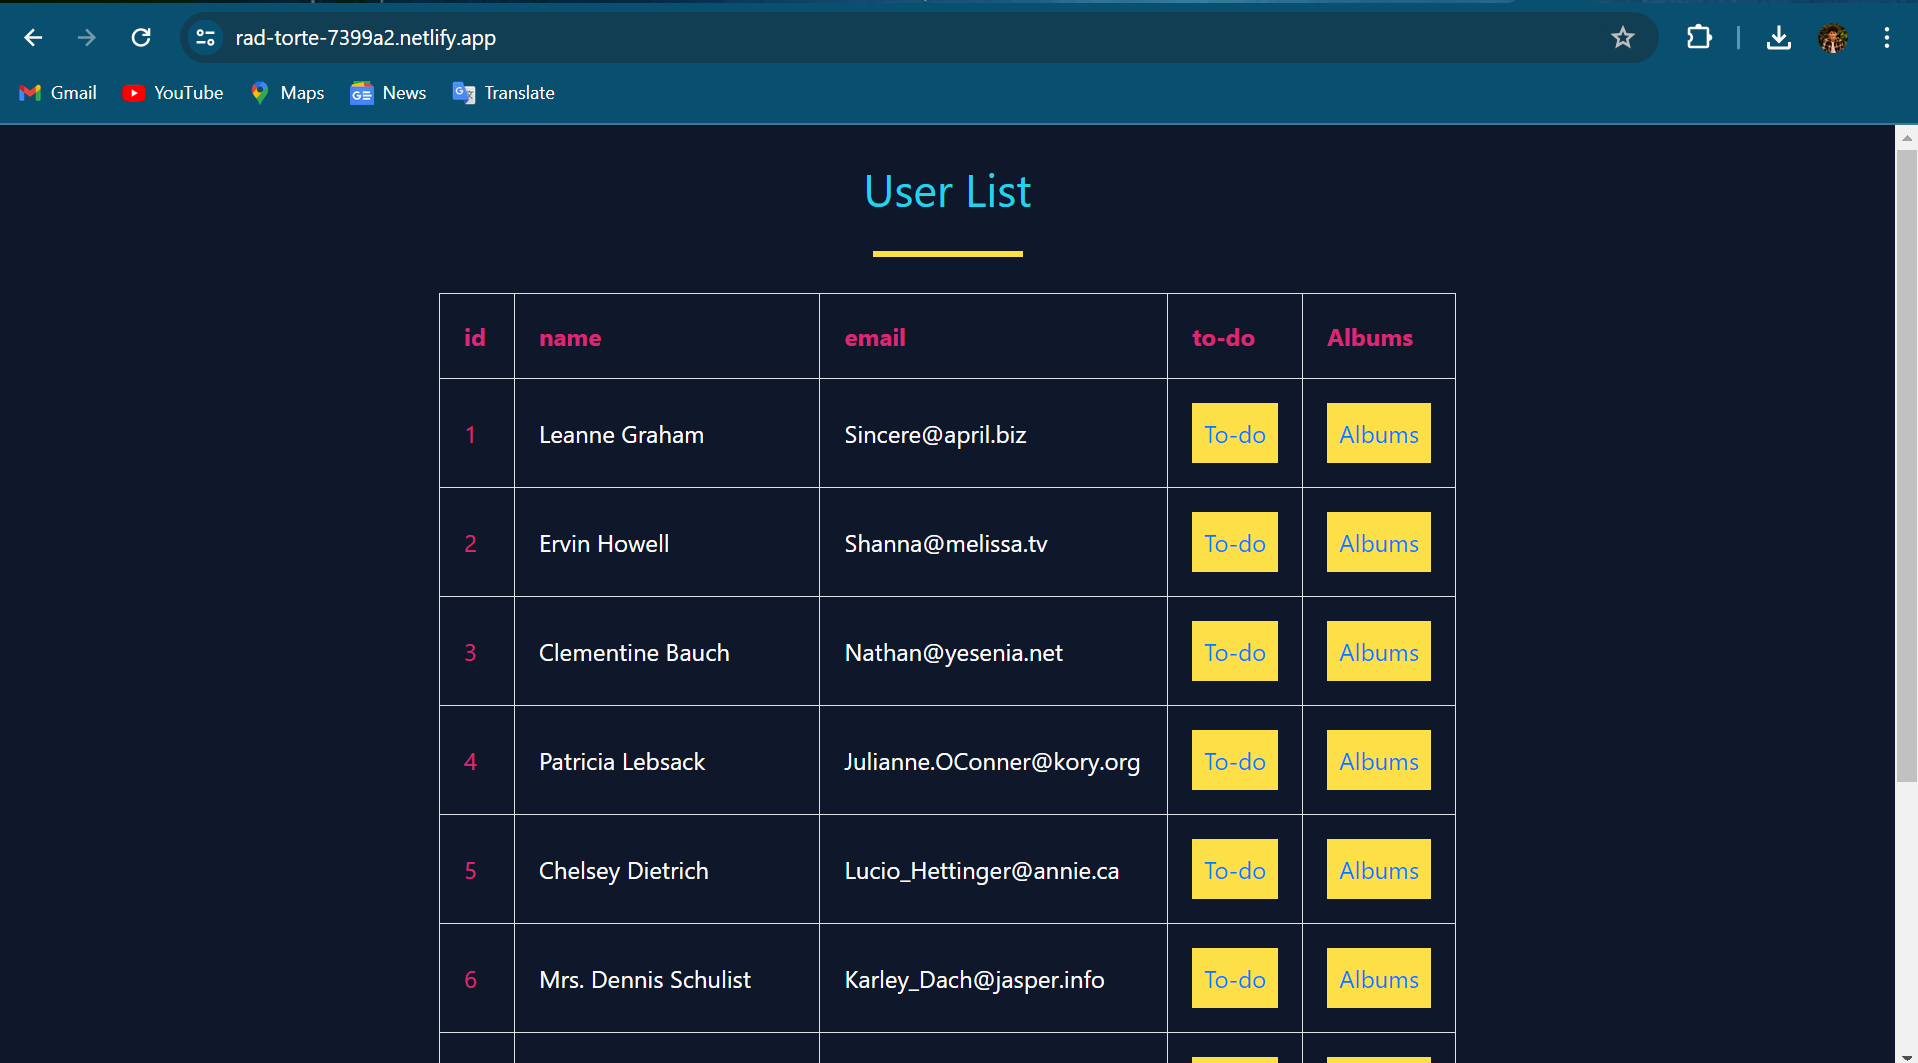 rad-torte-7399a2.netlify.app
Gmail YouTube Maps News Translate
User List
id name email to-do Albums
1 Leanne Graham Sincere@april.biz To-do Albums
2 Ervin Howell Shanna@melissa.tv To-do Albums
3 Clementine Bauch Nathan@yesenia.net To-do Albums
4 Patricia Lebsack Julianne.OConner@kory.org To-do Albums
5 Chelsey Dietrich Lucio_Hettinger@annie.ca To-do Albums
6 Mrs. Dennis Schulist Karley_Dach@jasper.info To-do Albums